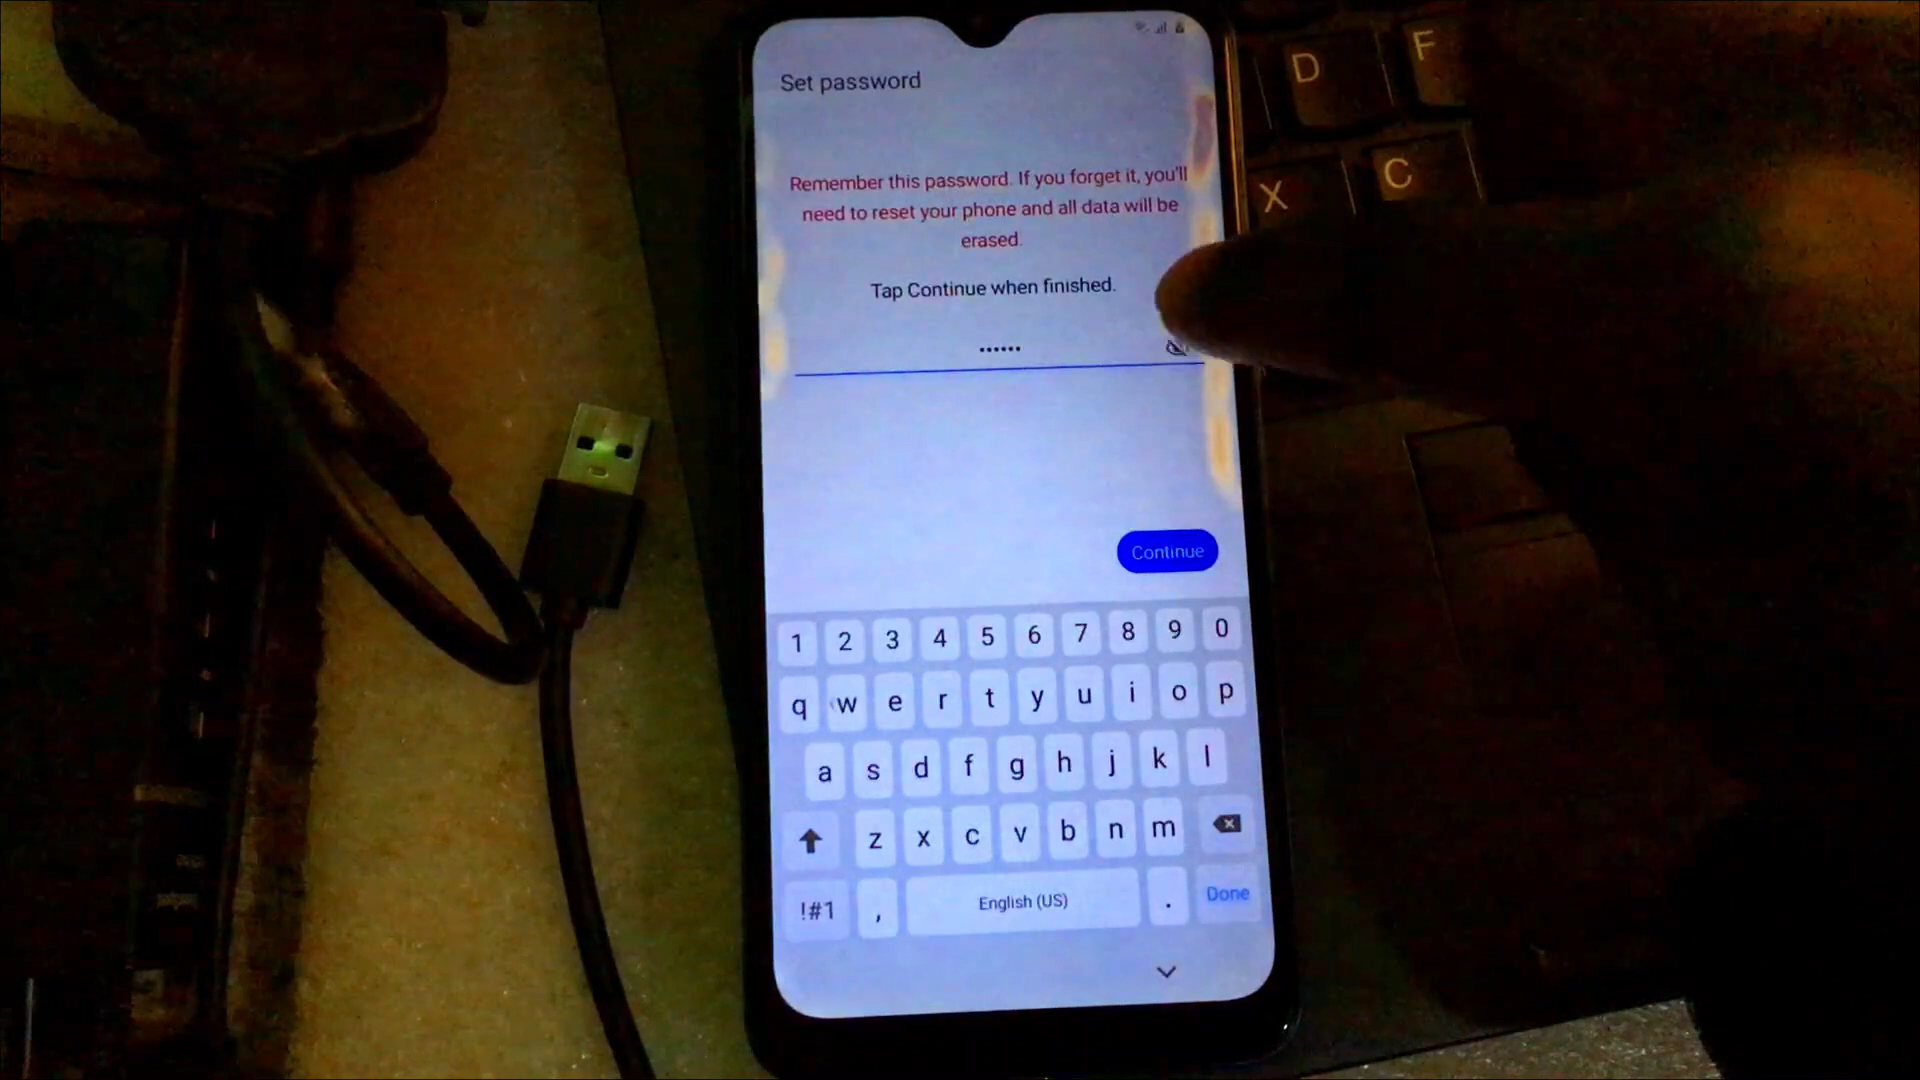 D F
X C
Set password
Remember this password. If you forget it, you'll
need to reset your phone and all data will be
erased.
Tap Continue when finished.
••••••
Continue
1 2 3 4 5 6 7 8 9 0
q w e r t y u i o p
a s d f g h j k l
z x c v b n m
!#1 , English (US) . Done